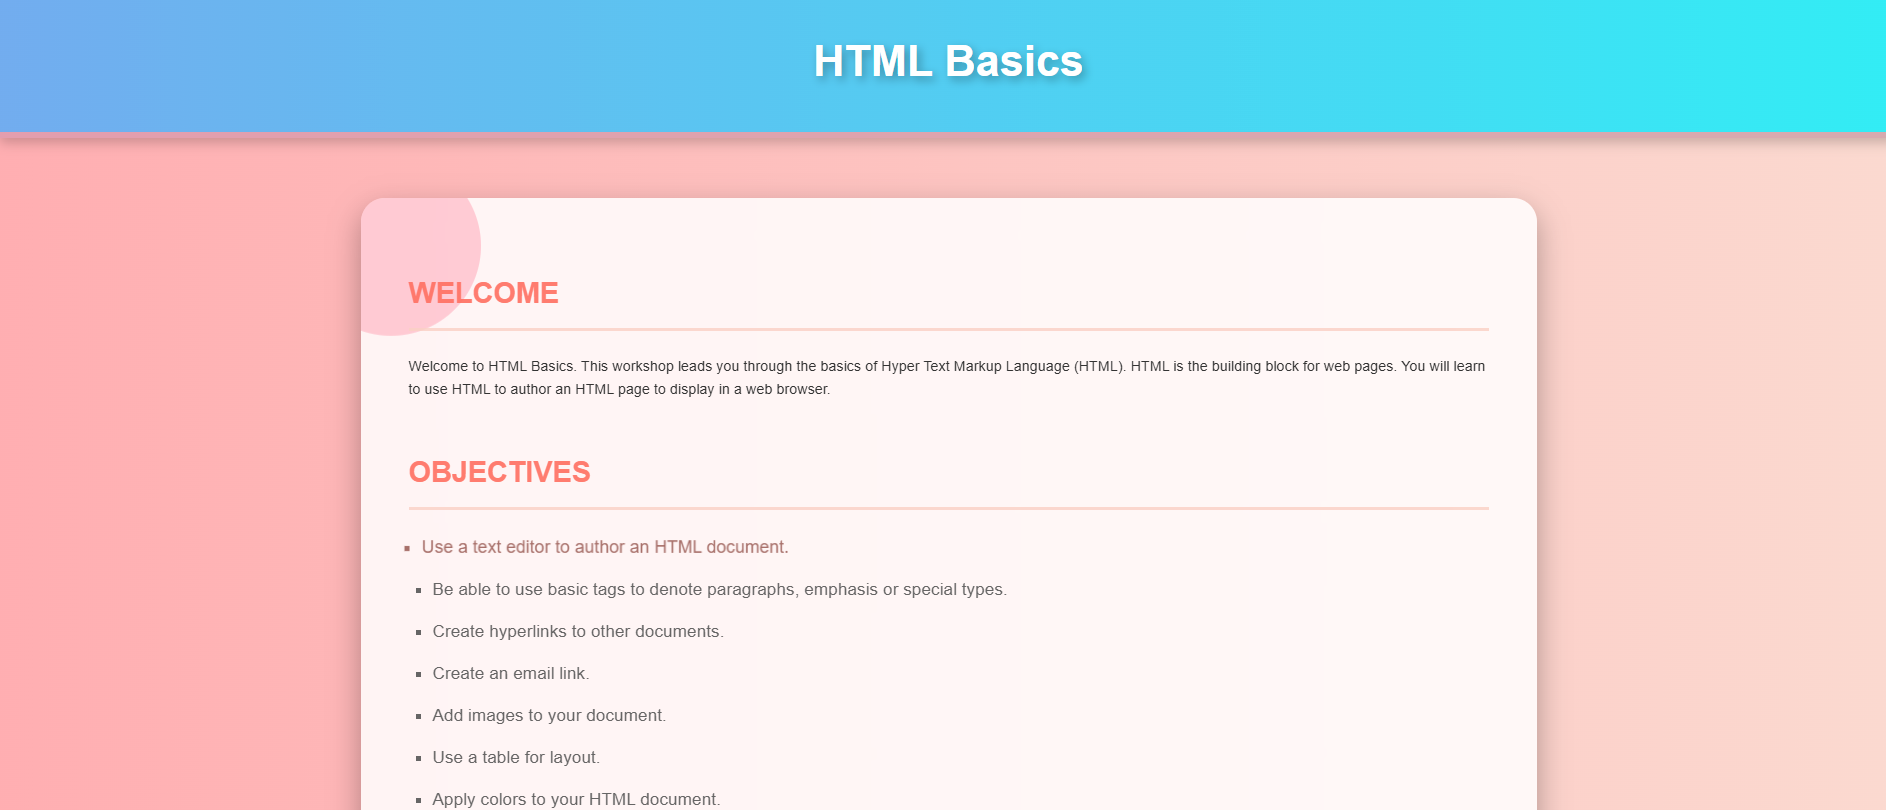 HTML Basics
WELCOME
Welcome to HTML Basics. This workshop leads you through the basics of Hyper Text Markup Language (HTML). HTML is the building block for web pages. You will learn
to use HTML to author an HTML page to display in a web browser.
OBJECTIVES
Use a text editor to author an HTML document.
Be able to use basic tags to denote paragraphs, emphasis or special types.
Create hyperlinks to other documents.
Create an email link.
Add images to your document.
Use a table for layout.
Apply colors to your HTML document.